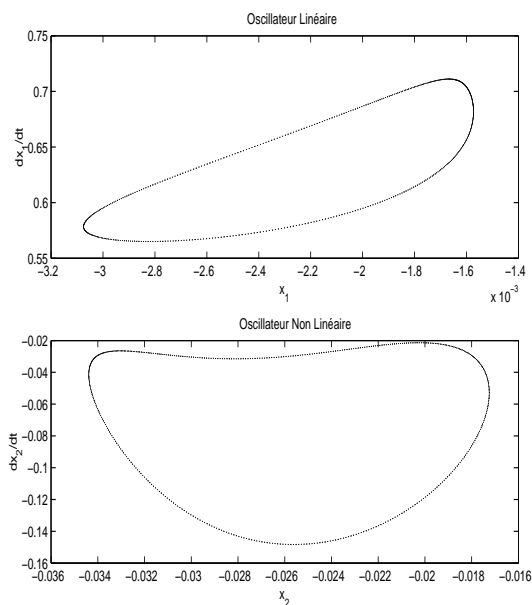 Oscillateur Linéaire
0.75
0.7
0.65
0.6
0.55
dx1/dt
−3.2 −3 −2.8 −2.6 −2.4 −2.2 −2 −1.8 −1.6 −1.4
x1
x 10−3
Oscillateur Non Linéaire
−0.02
−0.04
−0.06
−0.08
−0.1
−0.12
−0.14
−0.16
dx2/dt
−0.036 −0.034 −0.032 −0.03 −0.028 −0.026 −0.024 −0.022 −0.02 −0.018 −0.016
x2